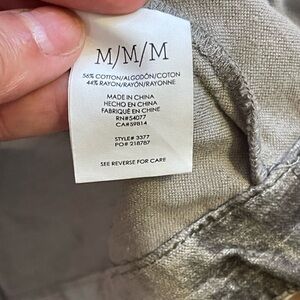 M/M/M
56% COTTON/ALGODÓN/COTON
44% RAYON/RAYÓN/RAYONNE
MADE IN CHINA
HECHO EN CHINA
FABRIQUÉ EN CHINE
RN#54077
CA#59814
STYLE# 3377
PO# 218787
SEE REVERSE FOR CARE